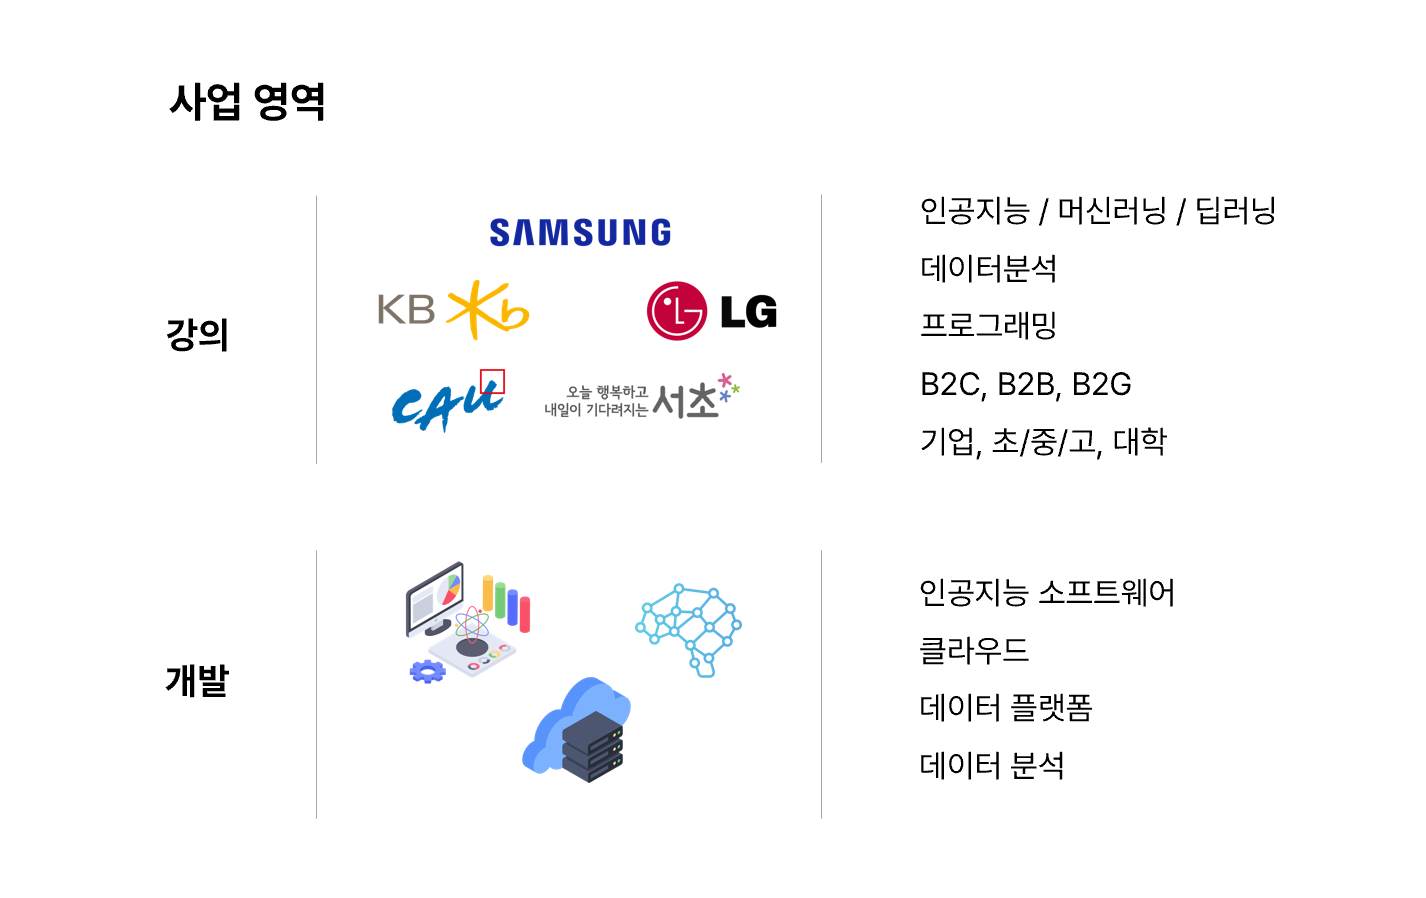 사업 영역
강의
SAMSUNG
KB
LG
CAU
오늘 행복하고
내일이 기다려지는 서초
인공지능 / 머신러닝 / 딥러닝
데이터분석
프로그래밍
B2C, B2B, B2G
기업, 초/중/고, 대학
개발
인공지능 소프트웨어
클라우드
데이터 플랫폼
데이터 분석